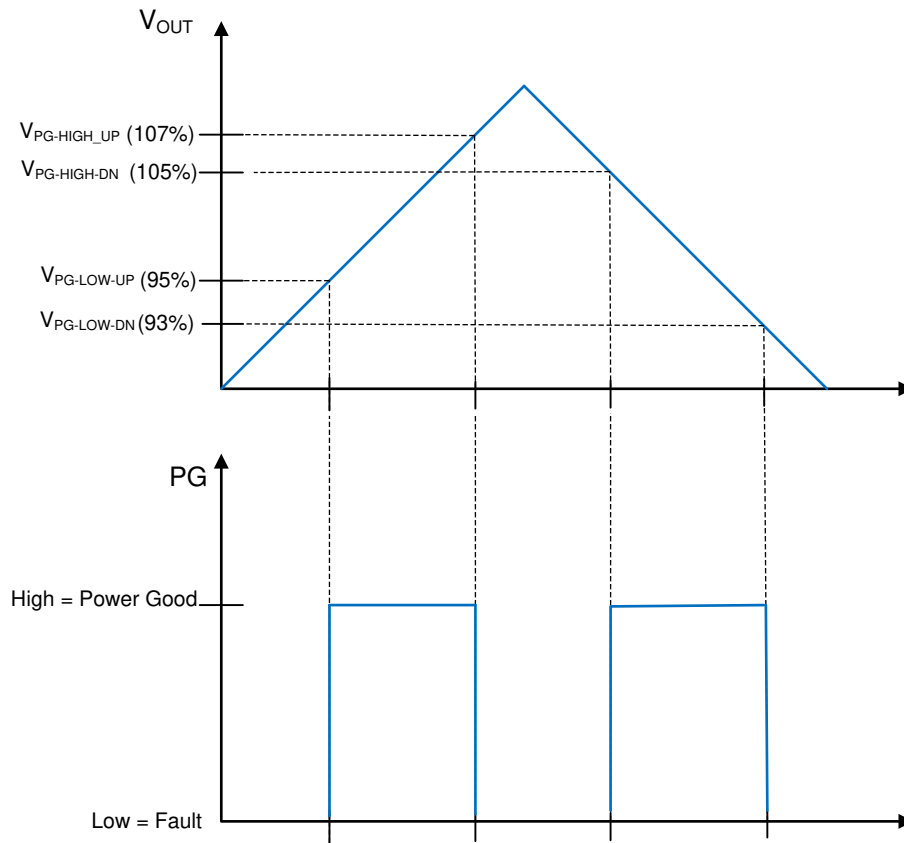 VOUT
VPG-HIGH_UP (107%)
VPG-HIGH-DN (105%)
VPG-LOW-UP (95%)
VPG-LOW-DN (93%)
PG
High = Power Good
Low = Fault